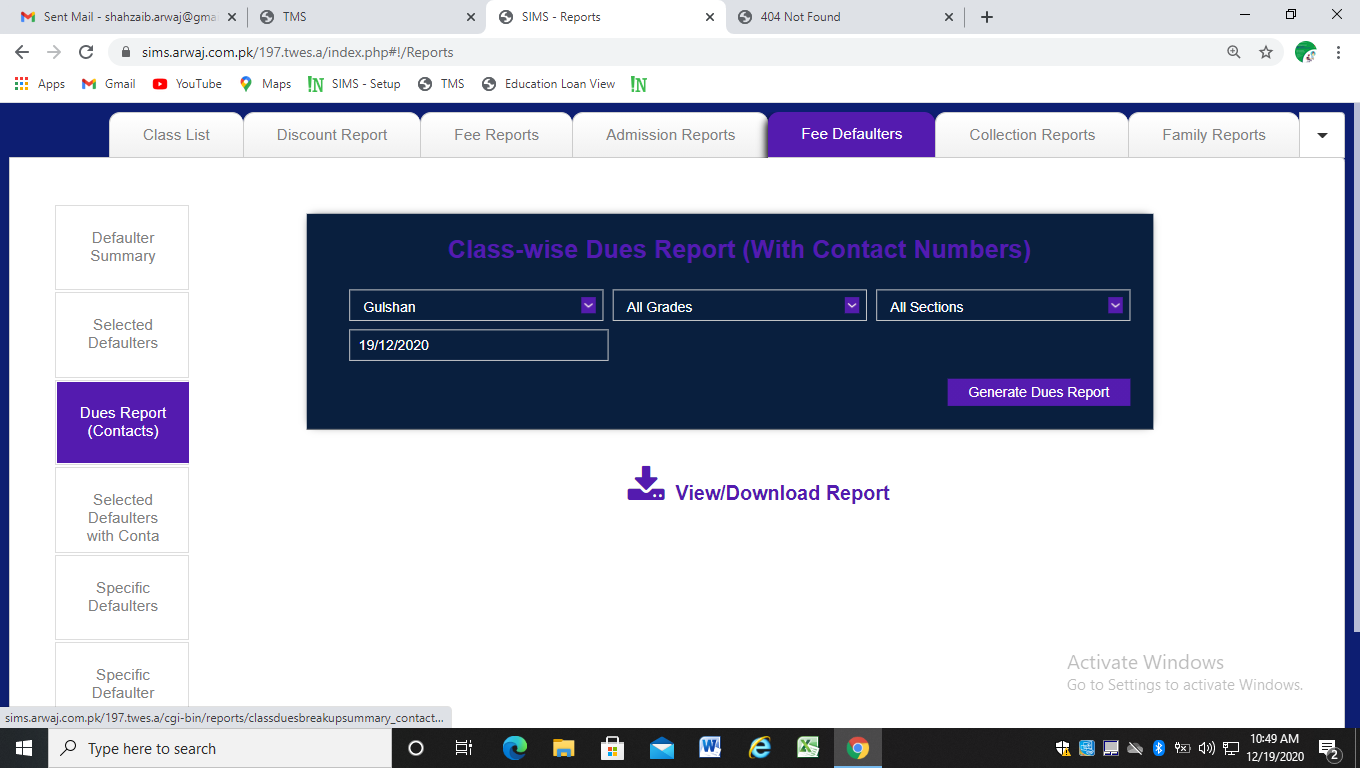 Sent Mail - shahzaib.arwaj@gmai
TMS
SIMS - Reports
404 Not Found
sims.arwaj.com.pk/197.twes.a/index.php#!/Reports
Apps
Gmail
YouTube
Maps
SIMS - Setup
TMS
Education Loan View
Class List
Discount Report
Fee Reports
Admission Reports
Fee Defaulters
Collection Reports
Family Reports
Defaulter
Summary
Selected
Defaulters
Dues Report
(Contacts)
Selected
Defaulters
with Conta
Specific
Defaulters
Specific
Defaulter
Class-wise Dues Report (With Contact Numbers)
Gulshan
All Grades
All Sections
19/12/2020
Generate Dues Report
View/Download Report
Activate Windows
Go to Settings to activate Windows.
sims.arwaj.com.pk/197.twes.a/cgi-bin/reports/classduesbreakupsummary_contact...
Type here to search
10:49 AM
12/19/2020
2